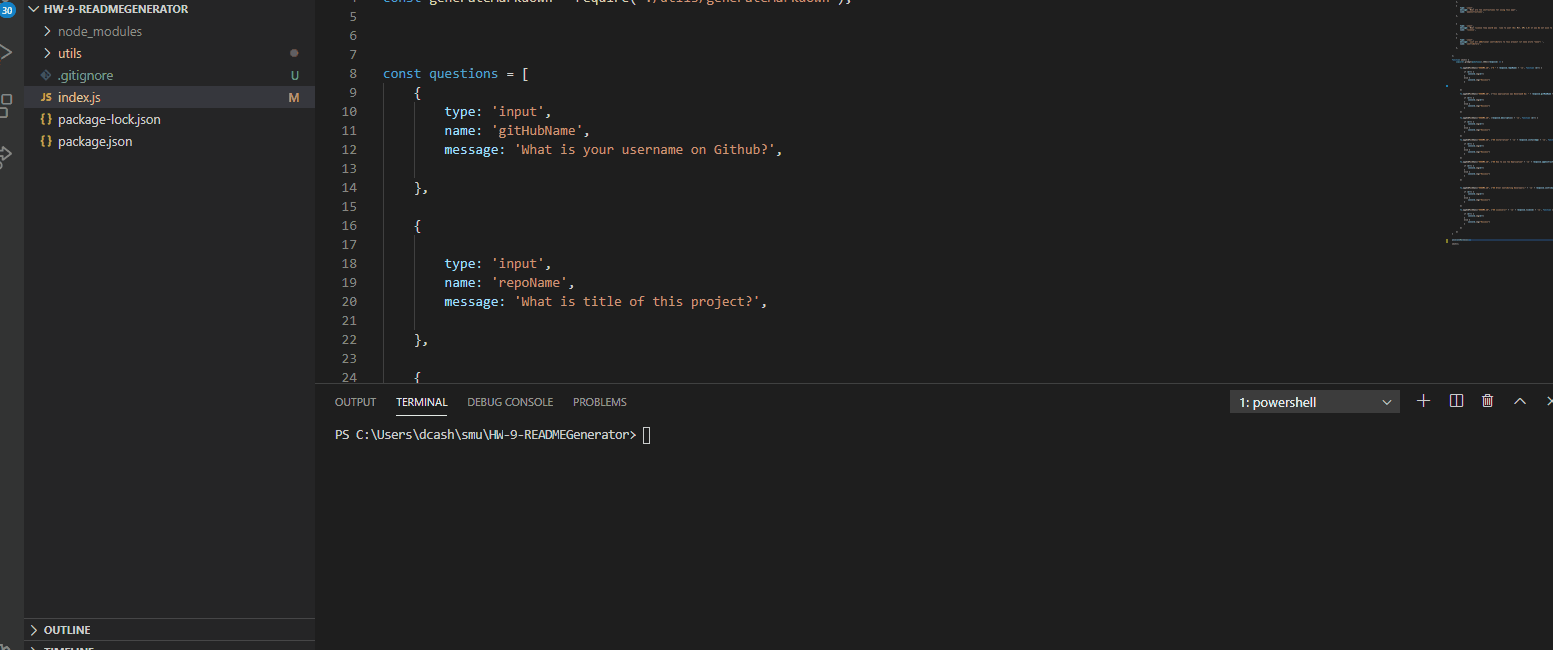 30
HW-9-READMEGENERATOR
node_modules
utils
.gitignore U
JS index.js M
{} package-lock.json
{} package.json
OUTLINE
TIMELINE
4 const generateMarkdown = require('./utils/generateMarkdown');
5
6
7
8 const questions = [
9 {
10 type: 'input',
11 name: 'gitHubName',
12 message: 'What is your username on Github?',
13
14 },
15
16 {
17
18 type: 'input',
19 name: 'repoName',
20 message: 'What is title of this project?',
21
22 },
23
24 {
OUTPUT TERMINAL DEBUG CONSOLE PROBLEMS 1: powershell
PS C:\Users\dcash\smu\HW-9-READMEGenerator>